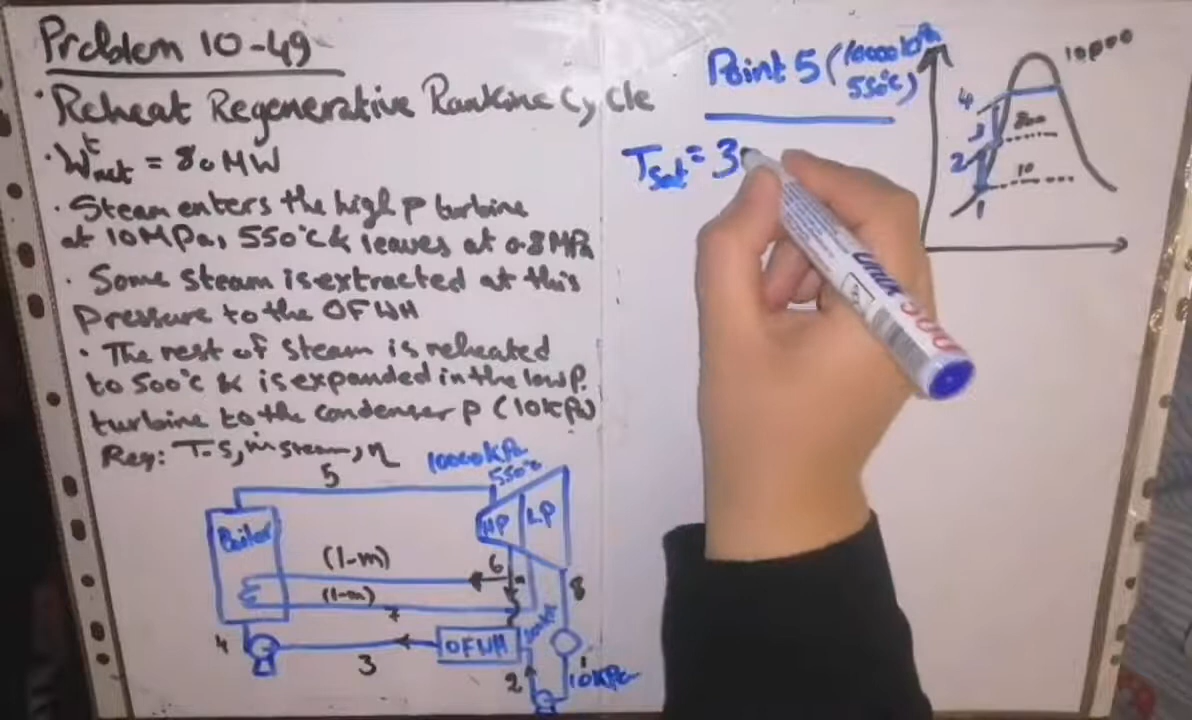 Problem 10-49
· Reheat Regenerative Rankine Cycle
· Ẇnet = 80 MW
· Steam enters the high p turbine
at 10MPa, 550°C & leaves at 0.8MPa
· Some steam is extracted at this
pressure to the OFWH
· The rest of steam is reheated
to 500°C & is expanded in the low P.
turbine to the condenser p (10kPa)
Req: T-S, ṁ steam, η
5
10000kPa
550°C
Boiler
HP
LP
(1-m)
6
(1-m)
7
8
4
OFWH
3
2
1
10kPa
Point 5 (10000kPa
550°C)
Tsat = 3
10000
4
3
800
2
10
1
UNIX 500